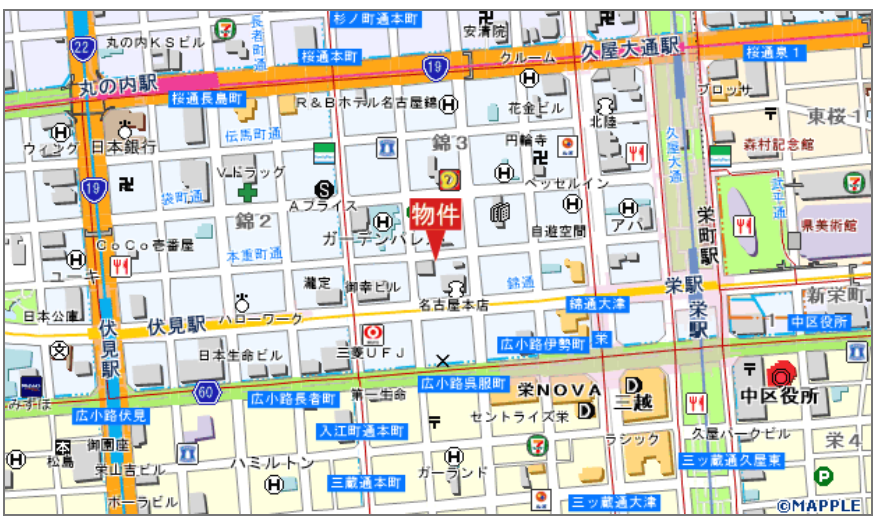 杉ノ町通本町
長者町通
安清院
22
丸の内KSビル
桜通本町
クルーム
久屋大通駅
桜通泉1
19
丸の内駅
桜通長島町
R&Bホテル名古屋錦
花金ビル
ブロッサ
東桜1
北陸
ウィング
日本銀行
伝馬町通
錦3
円輪寺
久屋大通
森村記念館
Vドラッグ
ベッセルイン
武平通
19
袋町通
Aプライス
錦2
物件
自遊空間
アパ
栄町駅
県美術館
CoCo壱番屋
本重町通
ガーデンパレス
ユーキ
瀧定
御幸ビル
錦通
栄駅
新栄町
名古屋本店
錦通大津
日本公庫
伏見駅
伏見駅
ハローワーク
栄駅
中区役所
日本生命ビル
三菱UFJ
広小路伊勢町
栄
みずほ
60
広小路長者町
第一生命
広小路呉服町
栄NOVA
三越
中区役所
広小路伏見
セントライズ栄
入江町通本町
御園座
松島
ラシック
久屋パークビル
栄4
栄山吉ビル
ハミルトン
ガーランド
三ッ蔵通久屋東
三蔵通本町
ポーラビル
三ッ蔵通大津
©MAPPLE